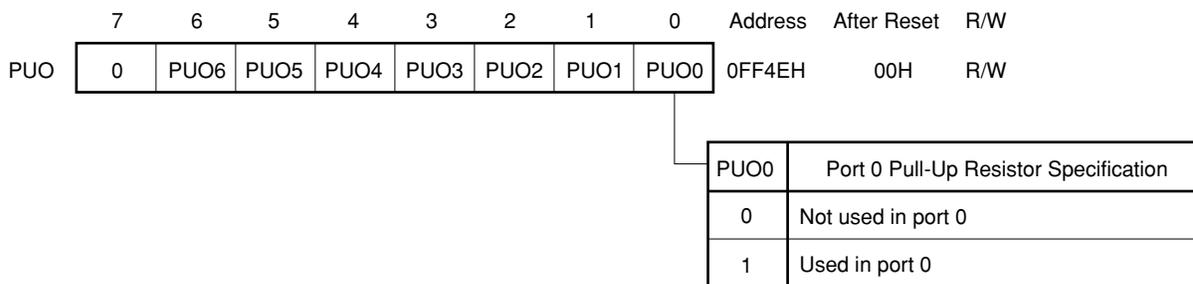 7 6 5 4 3 2 1 0 Address After Reset R/W
PUO 0 PUO6 PUO5 PUO4 PUO3 PUO2 PUO1 PUO0 0FF4EH 00H R/W
PUO0 Port 0 Pull-Up Resistor Specification
0 Not used in port 0
1 Used in port 0